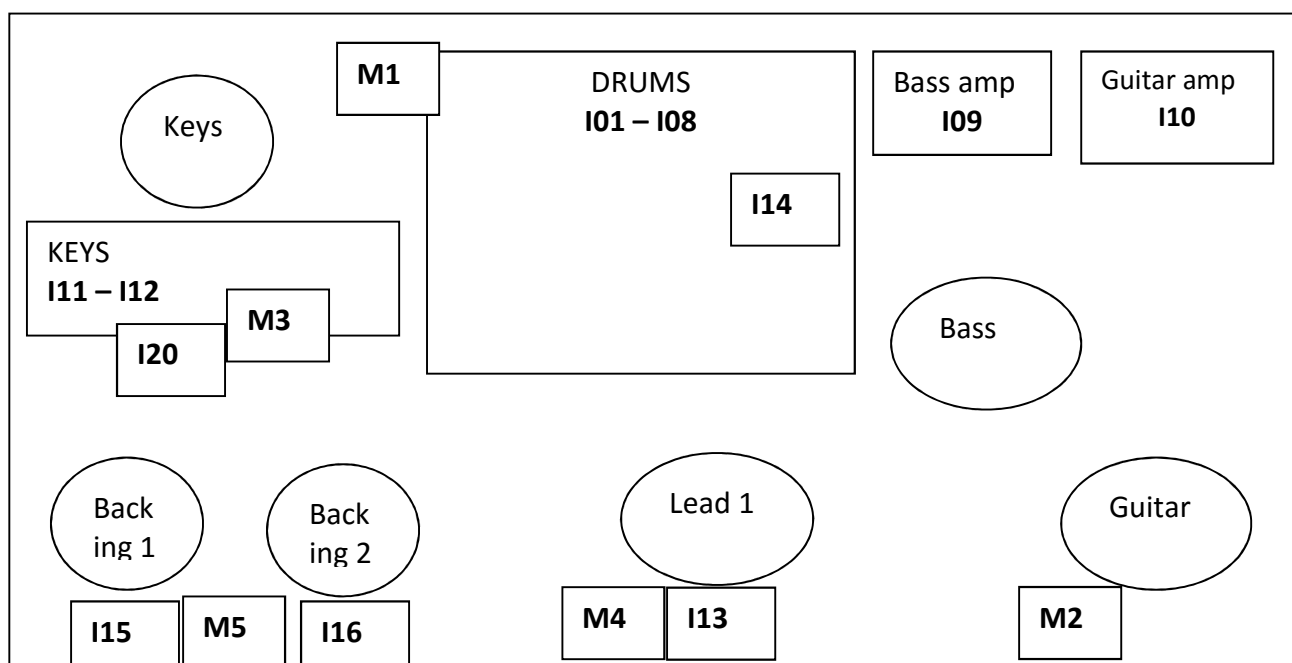 M1
DRUMS
I01 – I08
Bass amp
I09
Guitar amp
I10
Keys
I14
KEYS
I11 – I12
M3
I20
Bass
Back
ing 1
Back
ing 2
Lead 1
Guitar
I15
M5
I16
M4
I13
M2